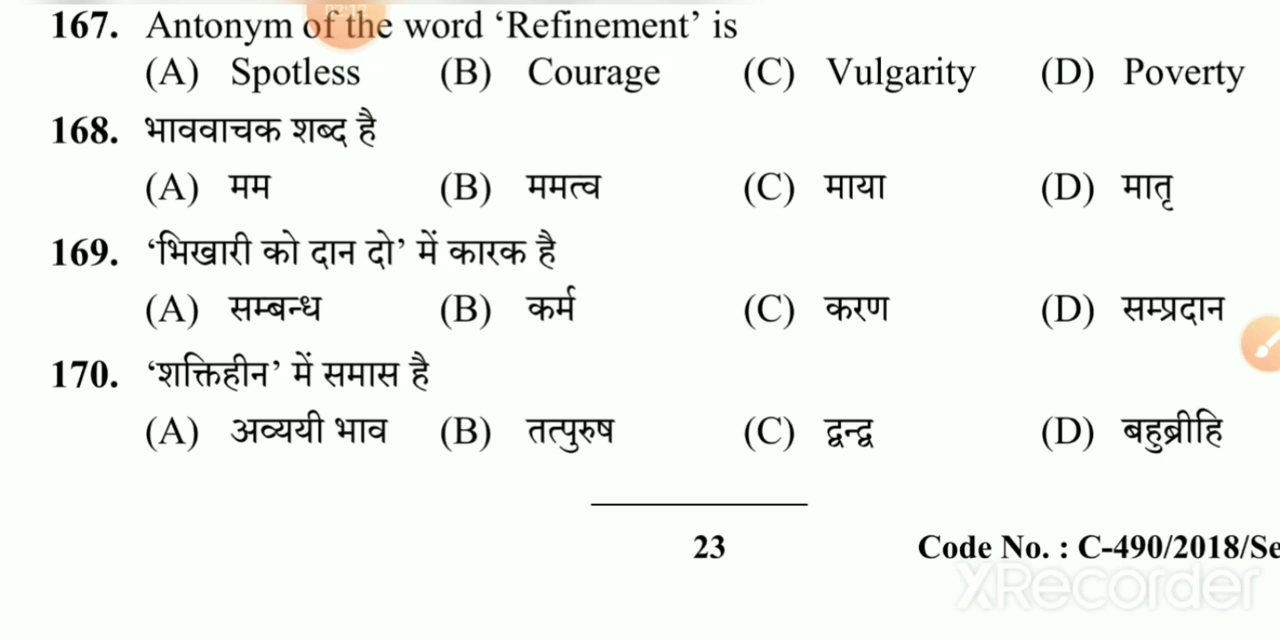 167. Antonym of the word ‘Refinement’ is
(A) Spotless (B) Courage (C) Vulgarity (D) Poverty
168. भाववाचक शब्द है
(A) मम (B) ममत्व (C) माया (D) मातृ
169. ‘भिखारी को दान दो’ में कारक है
(A) सम्बन्ध (B) कर्म (C) करण (D) सम्प्रदान
170. ‘शक्तिहीन’ में समास है
(A) अव्ययी भाव (B) तत्पुरुष (C) द्वन्द्व (D) बहुब्रीहि
23 Code No. : C-490/2018/Se
XRecorder